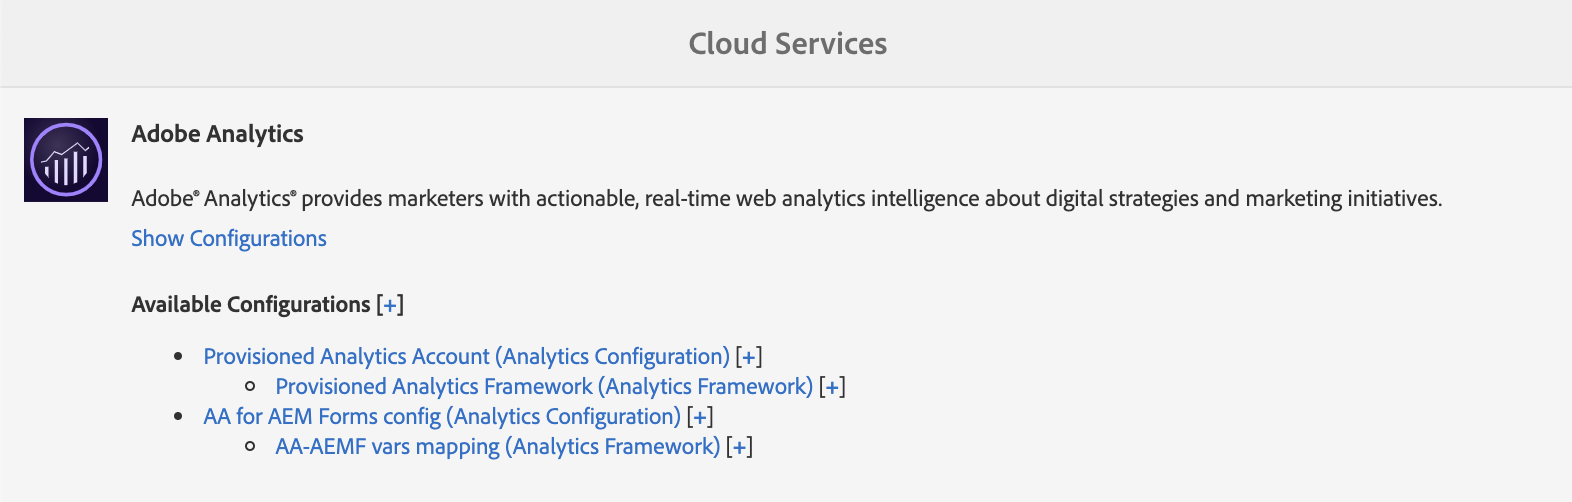 Cloud Services
Adobe Analytics
Adobe® Analytics® provides marketers with actionable, real-time web analytics intelligence about digital strategies and marketing initiatives.
Show Configurations
Available Configurations [+]
• Provisioned Analytics Account (Analytics Configuration) [+]
○ Provisioned Analytics Framework (Analytics Framework) [+]
• AA for AEM Forms config (Analytics Configuration) [+]
○ AA-AEMF vars mapping (Analytics Framework) [+]